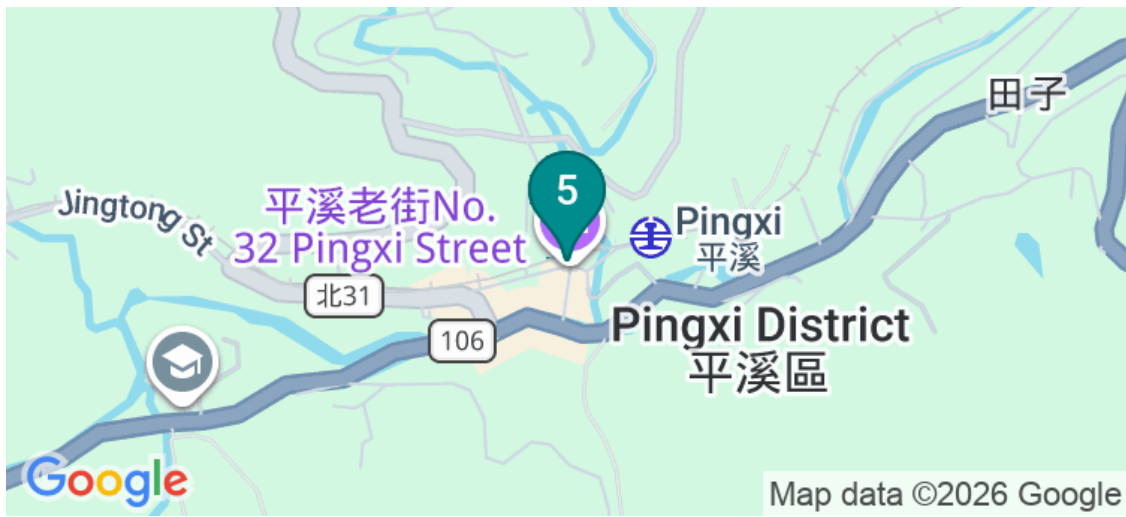 田子
5
Jingtong St
平溪老街No.
32 Pingxi Street
Pingxi
平溪
北31
106
Pingxi District
平溪區
Google
Map data ©2026 Google